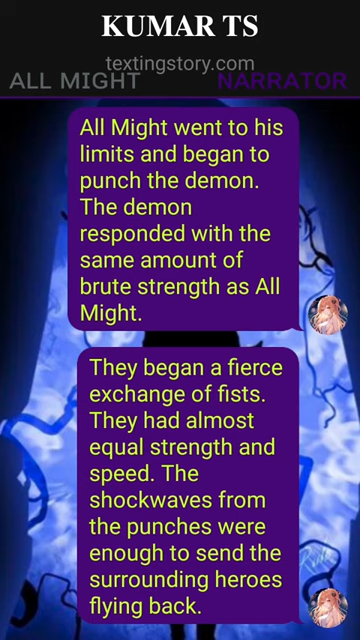 KUMAR TS
textingstory.com
ALL MIGHT NARRATOR
All Might went to his
limits and began to
punch the demon.
The demon
responded with the
same amount of
brute strength as All
Might.
They began a fierce
exchange of fists.
They had almost
equal strength and
speed. The
shockwaves from
the punches were
enough to send the
surrounding heroes
flying back.